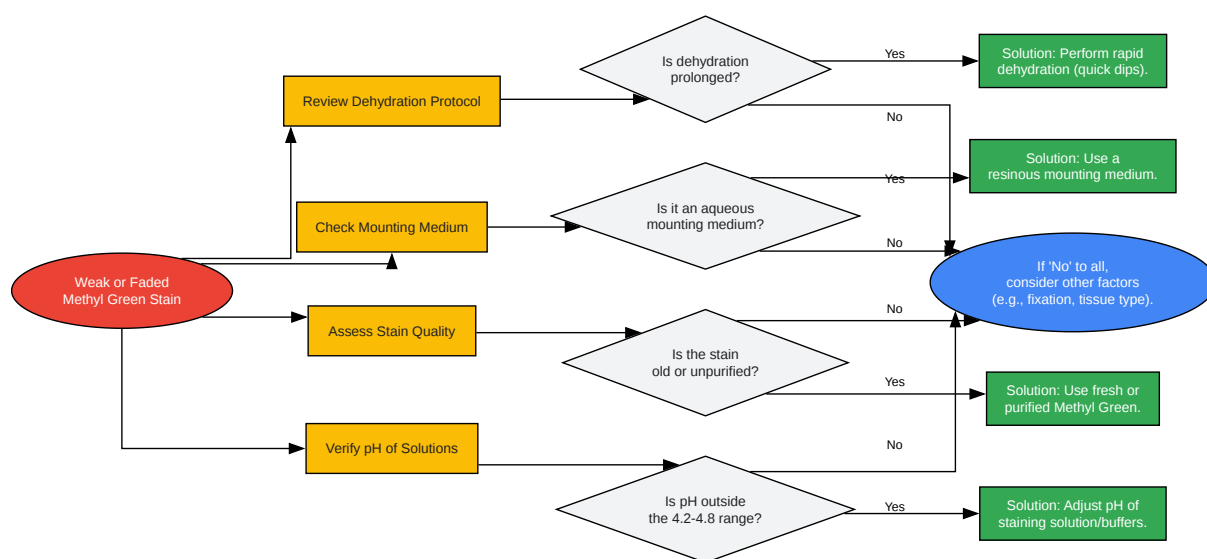 Is dehydration
prolonged?
Yes
Solution: Perform rapid
dehydration (quick dips).
Review Dehydration Protocol
No
Solution: Use a
resinous mounting medium.
Yes
Is it an aqueous
mounting medium?
Check Mounting Medium
No
Weak or Faded
Methyl Green Stain
If 'No' to all,
consider other factors
(e.g., fixation, tissue type).
No
Assess Stain Quality
Is the stain
old or unpurified?
Yes
Solution: Use fresh or
purified Methyl Green.
Verify pH of Solutions
No
Is pH outside
the 4.2-4.8 range?
Yes
Solution: Adjust pH of
staining solution/buffers.